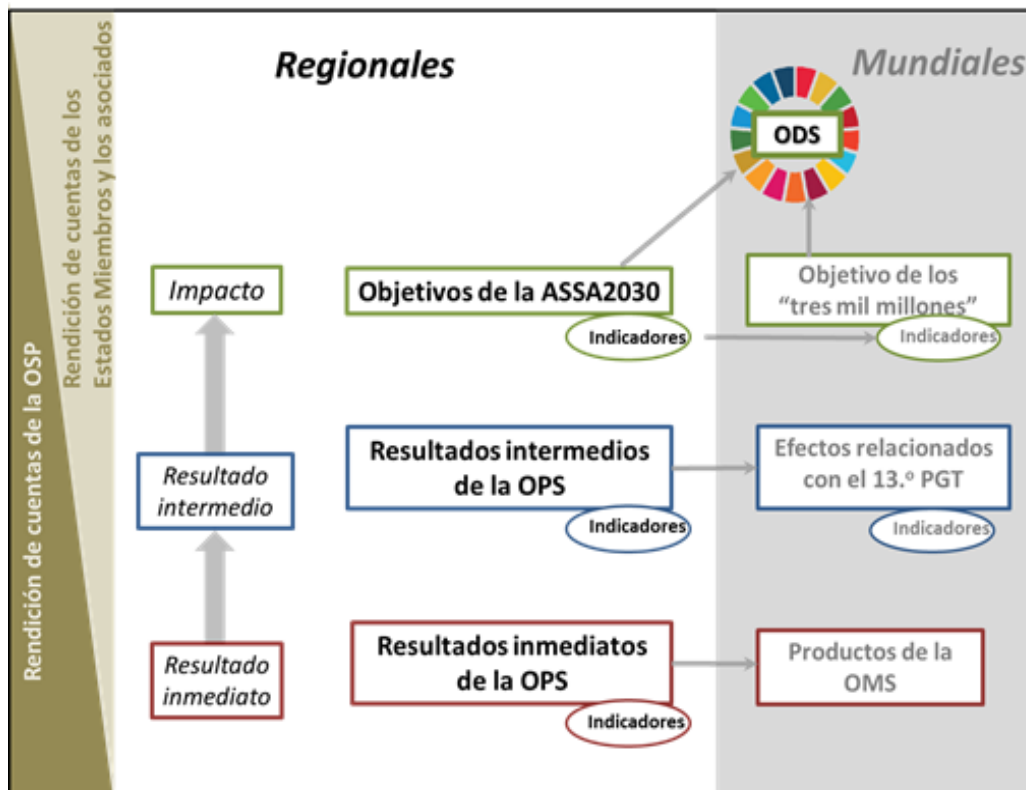 Rendición de cuentas de la OSP
Rendición de cuentas de los
Estados Miembros y los asociados
Regionales
Mundiales
ODS
Impacto
Objetivos de la ASSA2030
Indicadores
Objetivo de los
“tres mil millones”
Indicadores
Resultado
intermedio
Resultados intermedios
de la OPS
Indicadores
Efectos relacionados
con el 13.º PGT
Indicadores
Resultado
inmediato
Resultados inmediatos
de la OPS
Indicadores
Productos de la
OMS